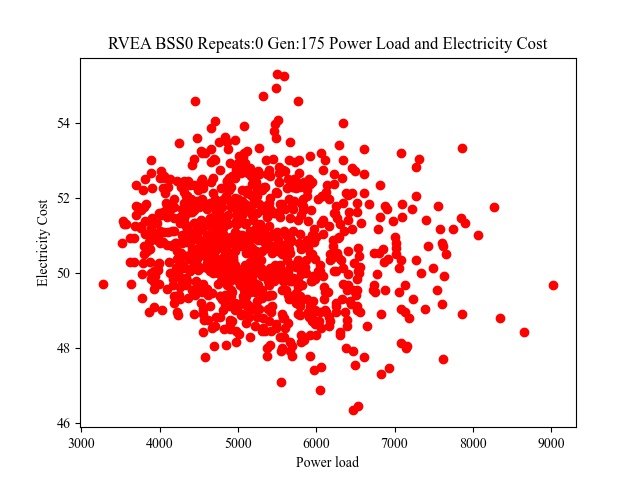 RVEA BSS0 Repeats:0 Gen:175 Power Load and Electricity Cost
Electricity Cost
54
52
50
48
46
3000 4000 5000 6000 7000 8000 9000
Power load